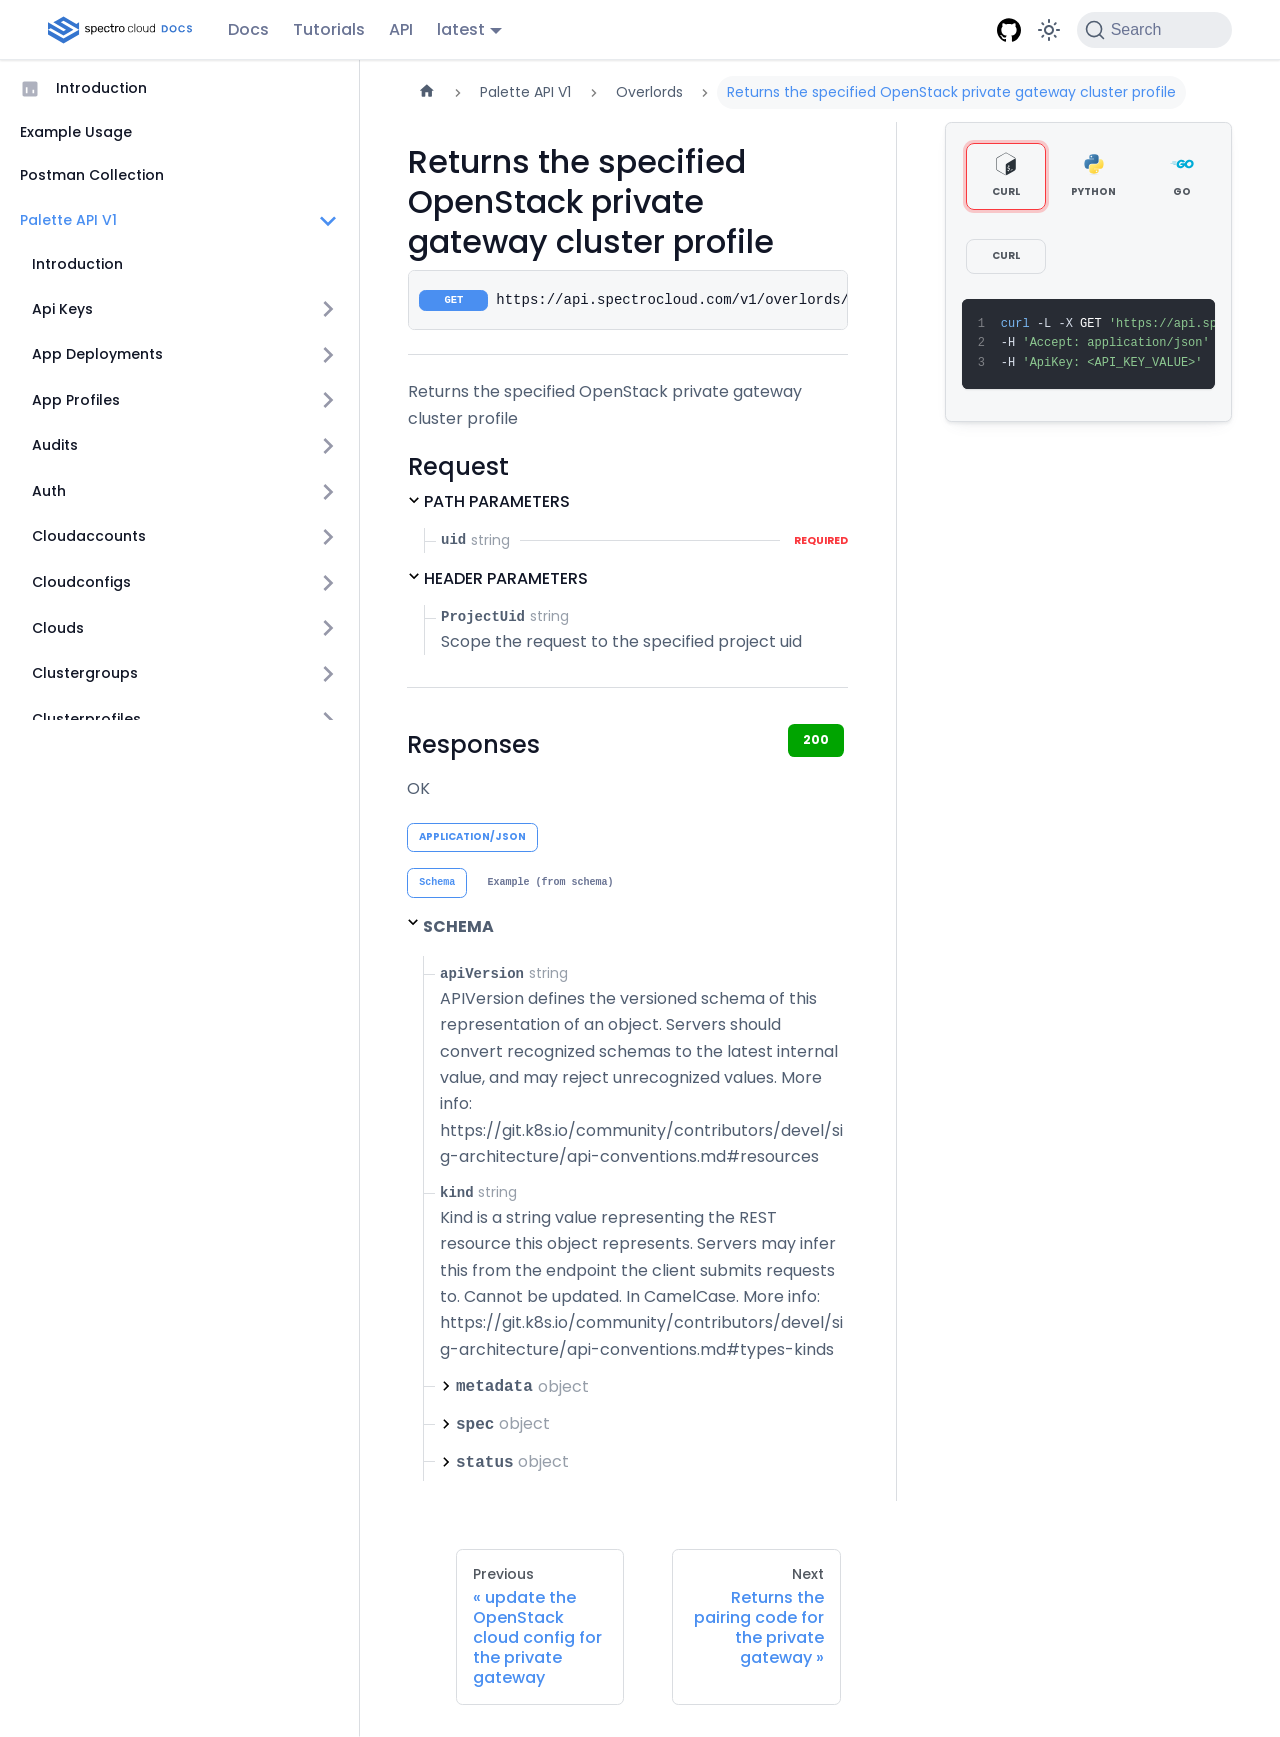 spectro cloud DOCS
Docs
Tutorials
API
latest
Search
Introduction
Example Usage
Postman Collection
Palette API V1
Introduction
Api Keys
App Deployments
App Profiles
Audits
Auth
Cloudaccounts
Cloudconfigs
Clouds
Clustergroups
Clusterprofiles
Palette API V1
Overlords
Returns the specified OpenStack private gateway cluster profile
Returns the specified
OpenStack private
gateway cluster profile
GET https://api.spectrocloud.com/v1/overlords/
Returns the specified OpenStack private gateway
cluster profile
Request
PATH PARAMETERS
uid string REQUIRED
HEADER PARAMETERS
ProjectUid string
Scope the request to the specified project uid
Responses
200
OK
APPLICATION/JSON
Schema
Example (from schema)
SCHEMA
apiVersion string
APIVersion defines the versioned schema of this
representation of an object. Servers should
convert recognized schemas to the latest internal
value, and may reject unrecognized values. More
info:
https://git.k8s.io/community/contributors/devel/si
g-architecture/api-conventions.md#resources
kind string
Kind is a string value representing the REST
resource this object represents. Servers may infer
this from the endpoint the client submits requests
to. Cannot be updated. In CamelCase. More info:
https://git.k8s.io/community/contributors/devel/si
g-architecture/api-conventions.md#types-kinds
metadata object
spec object
status object
CURL
PYTHON
GO
GO
CURL
1 curl -L -X GET 'https://api.sp
2 -H 'Accept: application/json'
3 -H 'ApiKey: <API_KEY_VALUE>'
Previous
« update the
OpenStack
cloud config for
the private
gateway
Next
Returns the
pairing code for
the private
gateway »